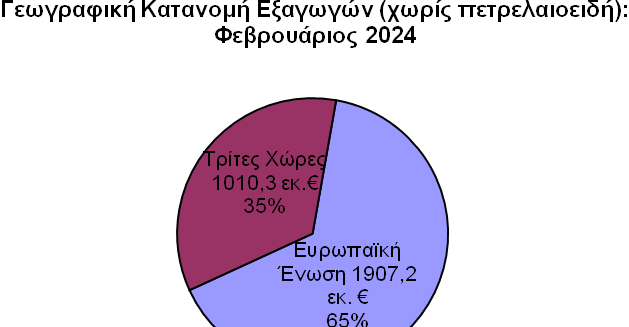 Γεωγραφική Κατανομή Εξαγωγών (χωρίς πετρελαιοειδή):
Φεβρουάριος 2024
Τρίτες Χώρες
1010,3 εκ.€
35%
Ευρωπαϊκή
Ένωση 1907,2
εκ. €
65%